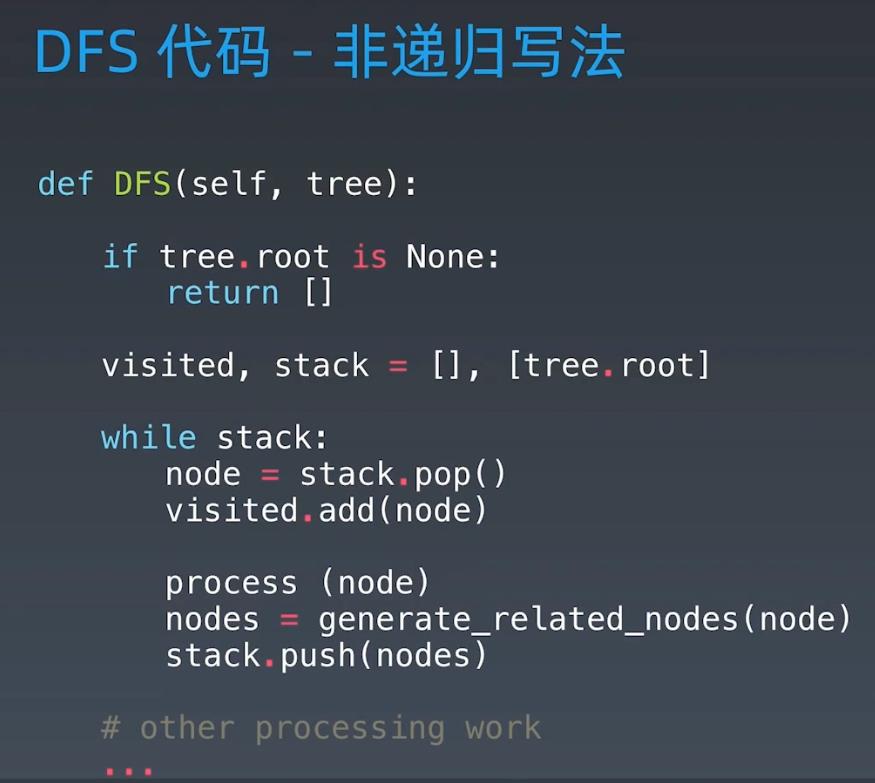 DFS 代码 - 非递归写法
def DFS(self, tree):
if tree.root is None:
return []
visited, stack = [], [tree.root]
while stack:
node = stack.pop()
visited.add(node)
process (node)
nodes = generate_related_nodes(node)
stack.push(nodes)
# other processing work
...